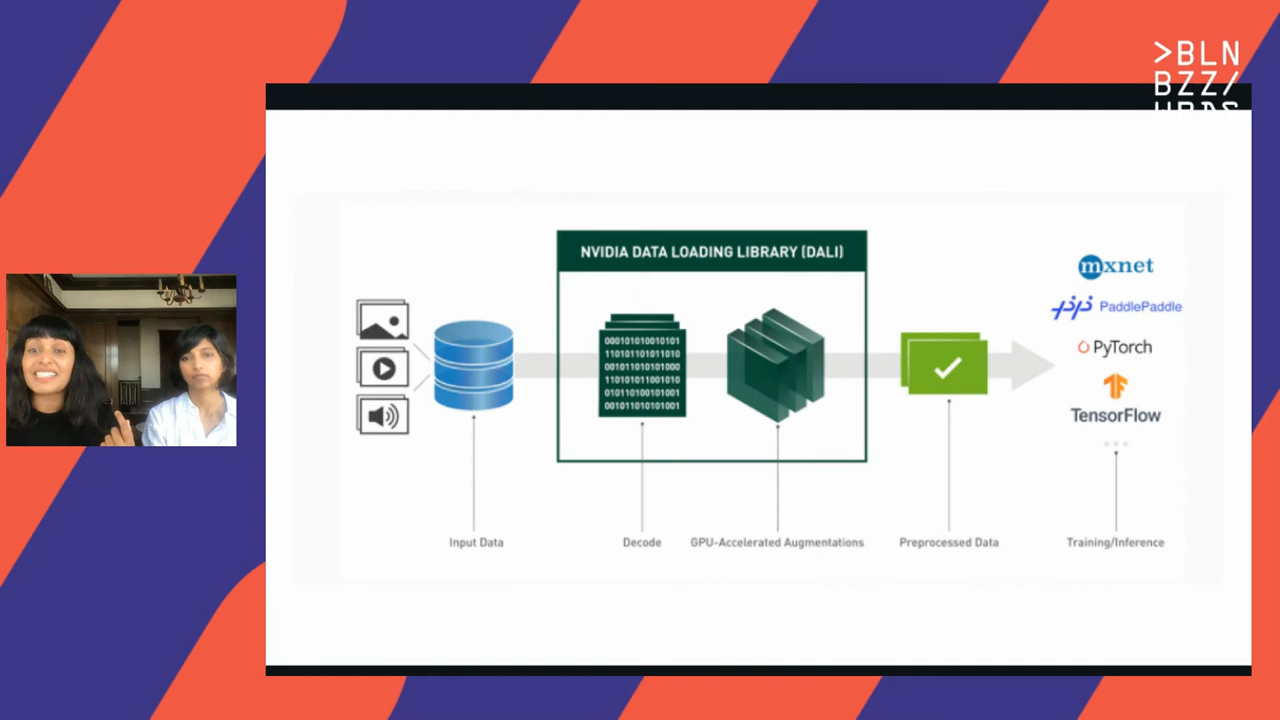 >BLN
BZZ/
NVIDIA DATA LOADING LIBRARY (DALI)
mxnet
PaddlePaddle
PyTorch
TensorFlow
000101010010101
110101101011010
001011010101000
110101011001010
010110100101001
001011010101001
Input Data
Decode
GPU-Accelerated Augmentations
Preprocessed Data
Training/Inference